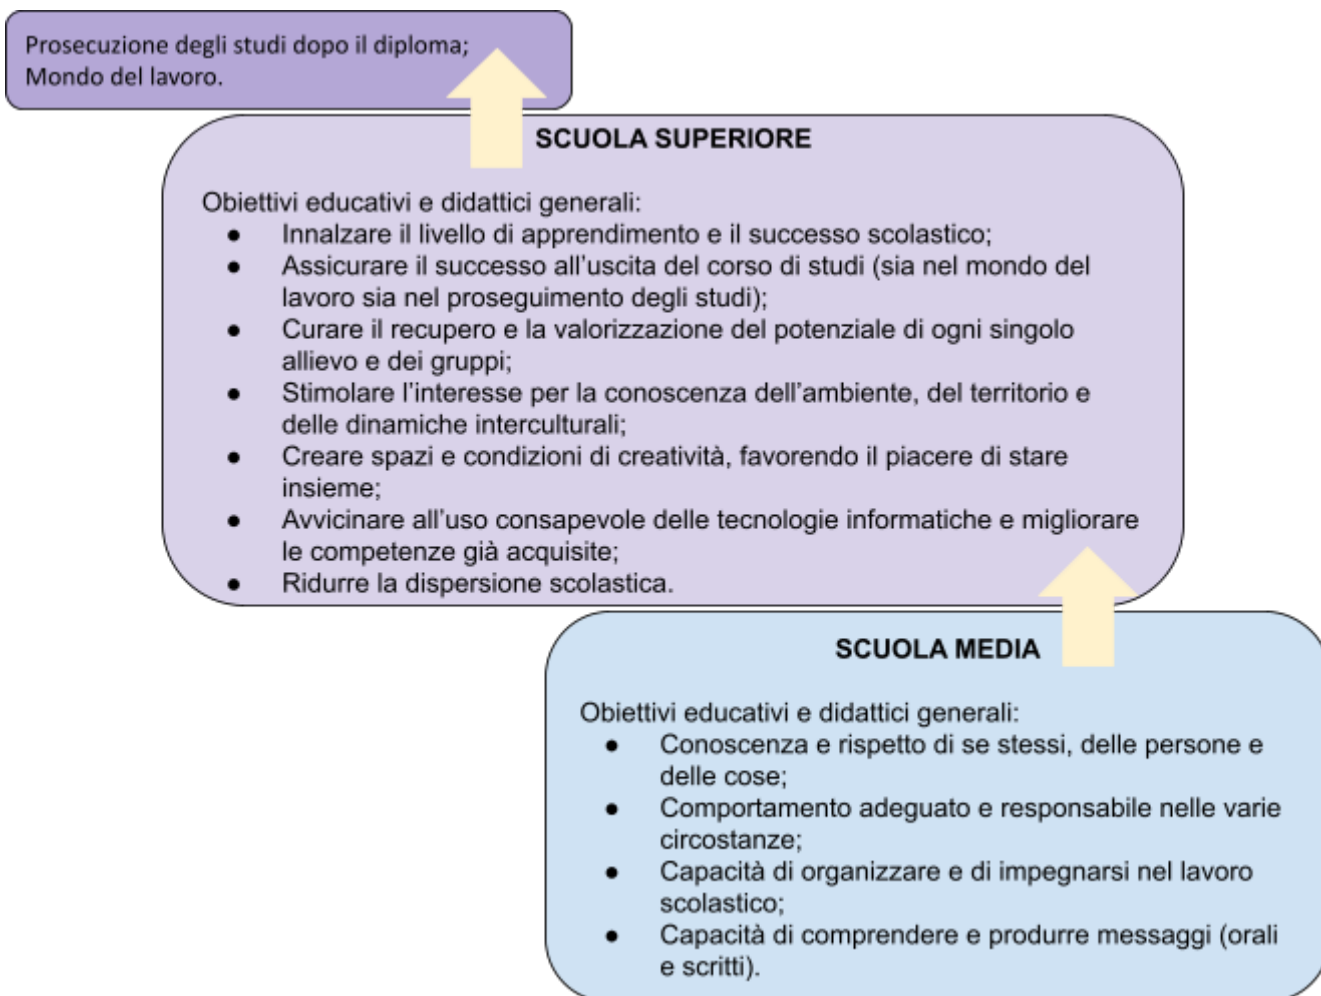 Prosecuzione degli studi dopo il diploma;
Mondo del lavoro.
SCUOLA SUPERIORE
Obiettivi educativi e didattici generali:
● Innalzare il livello di apprendimento e il successo scolastico;
● Assicurare il successo all’uscita del corso di studi (sia nel mondo del
lavoro sia nel proseguimento degli studi);
● Curare il recupero e la valorizzazione del potenziale di ogni singolo
allievo e dei gruppi;
● Stimolare l’interesse per la conoscenza dell’ambiente, del territorio e
delle dinamiche interculturali;
● Creare spazi e condizioni di creatività, favorendo il piacere di stare
insieme;
● Avvicinare all’uso consapevole delle tecnologie informatiche e migliorare
le competenze già acquisite;
● Ridurre la dispersione scolastica.
SCUOLA MEDIA
Obiettivi educativi e didattici generali:
● Conoscenza e rispetto di se stessi, delle persone e
delle cose;
● Comportamento adeguato e responsabile nelle varie
circostanze;
● Capacità di organizzare e di impegnarsi nel lavoro
scolastico;
● Capacità di comprendere e produrre messaggi (orali
e scritti).